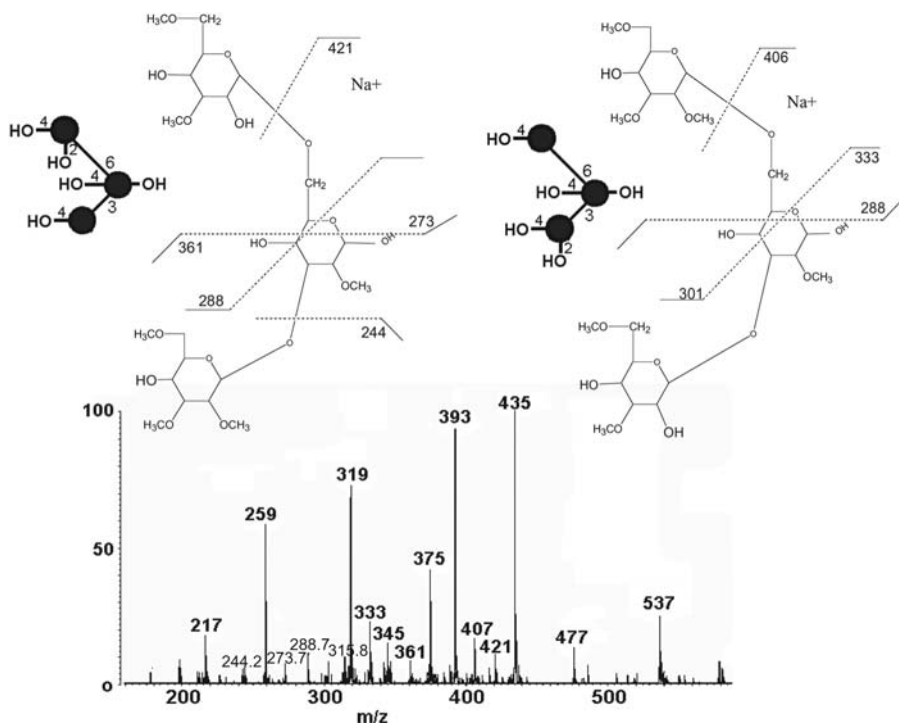 H₃CO CH₂
421
O
Na+
HO
H₃CO OH
O
CH₂
O
HO OH
OCH₃
273
361
288
244
O
H₃CO
O
HO
H₃CO OCH₃
HO 4
2
HO
6
HO 4 OH
3
HO 4
H₃CO
406
O
Na+
HO
H₃CO OCH₃
O
CH₂
333
O
288
HO OH
OCH₃
301
O
H₃CO CH₂
O
HO
H₃CO OH
HO 4
6
HO 4 OH
3
HO 4
2
HO
100
50
0
217
244.2
259
273.7
288.7
315.8
319
333
345
361
375
393
407
421
435
477
537
200 300 400 500
m/z